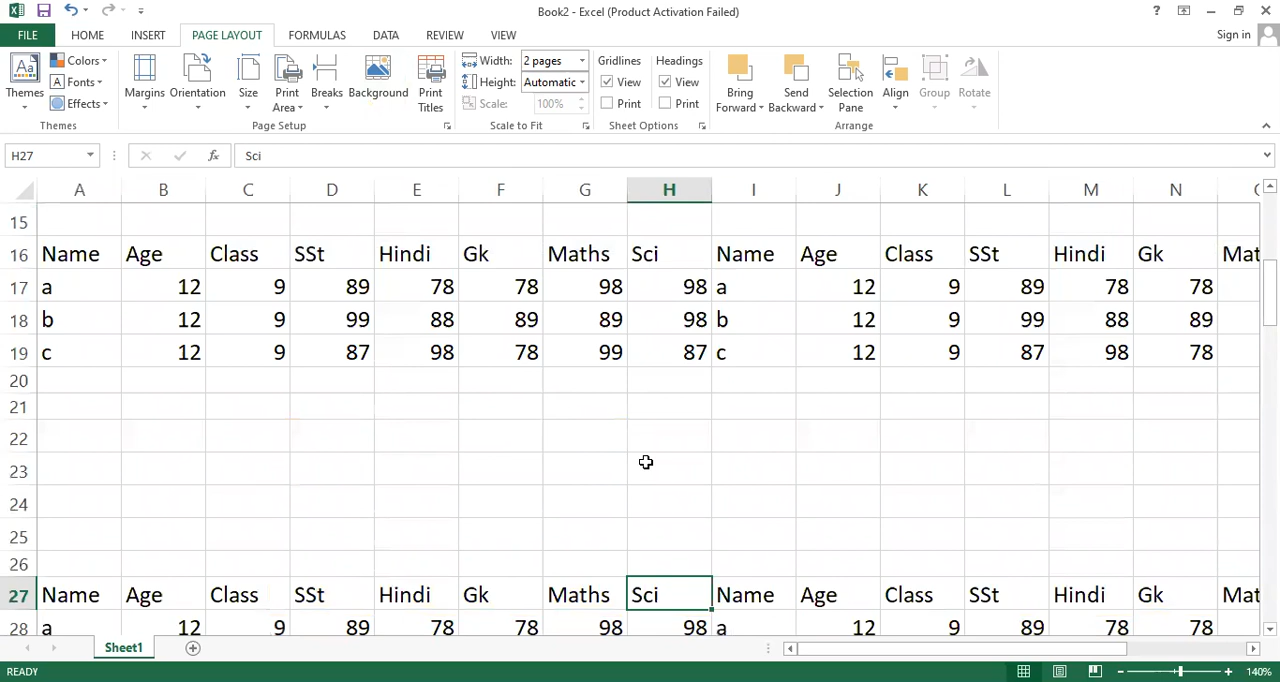 Book2 - Excel (Product Activation Failed)
?
FILE HOME INSERT PAGE LAYOUT FORMULAS DATA REVIEW VIEW Sign in
Aa Themes Colors Fonts Effects
Themes
Margins Orientation Size Print Area Breaks Background Print Titles
Page Setup
Width: 2 pages
Height: Automatic
Scale: 100%
Scale to Fit
Gridlines Headings
View View
Print Print
Sheet Options
Bring Forward Send Backward Selection Pane Align Group Rotate
Arrange
H27 fx Sci
A B C D E F G H I J K L M N
15
16 Name Age Class SSt Hindi Gk Maths Sci Name Age Class SSt Hindi Gk Mat
17 a 12 9 89 78 78 98 98 a 12 9 89 78 78
18 b 12 9 99 88 89 89 98 b 12 9 99 88 89
19 c 12 9 87 98 78 99 87 c 12 9 87 98 78
20
21
22
23
24
25
26
27 Name Age Class SSt Hindi Gk Maths Sci Name Age Class SSt Hindi Gk Mat
28 a 12 9 89 78 78 98 98 a 12 9 89 78 78
Sheet1
READY 140%